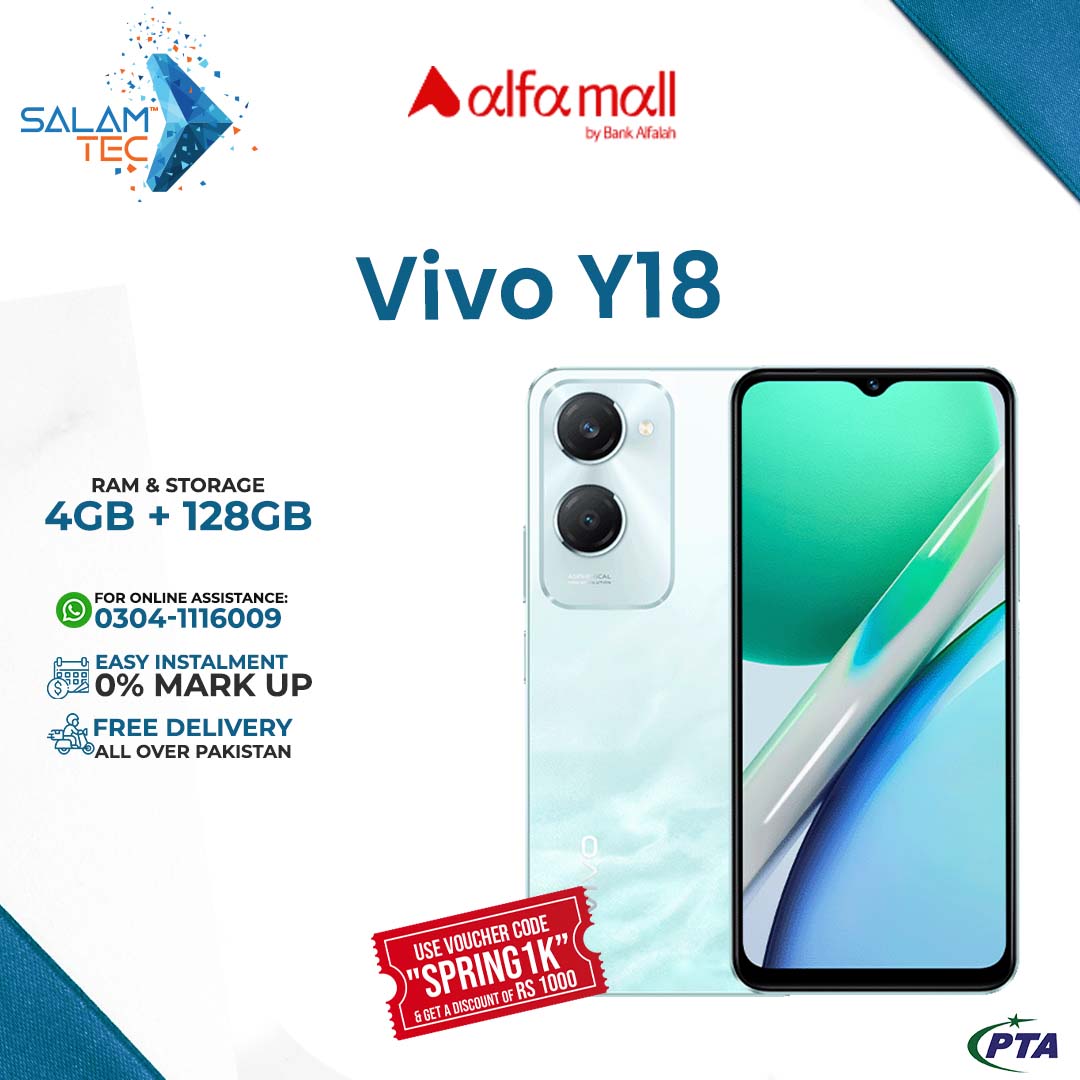 SALAM™
TEC
alfa mall
by Bank Alfalah
Vivo Y18
RAM & STORAGE
4GB + 128GB
FOR ONLINE ASSISTANCE:
0304-1116009
EASY INSTALMENT
0% MARK UP
FREE DELIVERY
ALL OVER PAKISTAN
vivo
USE VOUCHER CODE
"SPRING1K”
& GET A DISCOUNT OF RS 1000
PTA